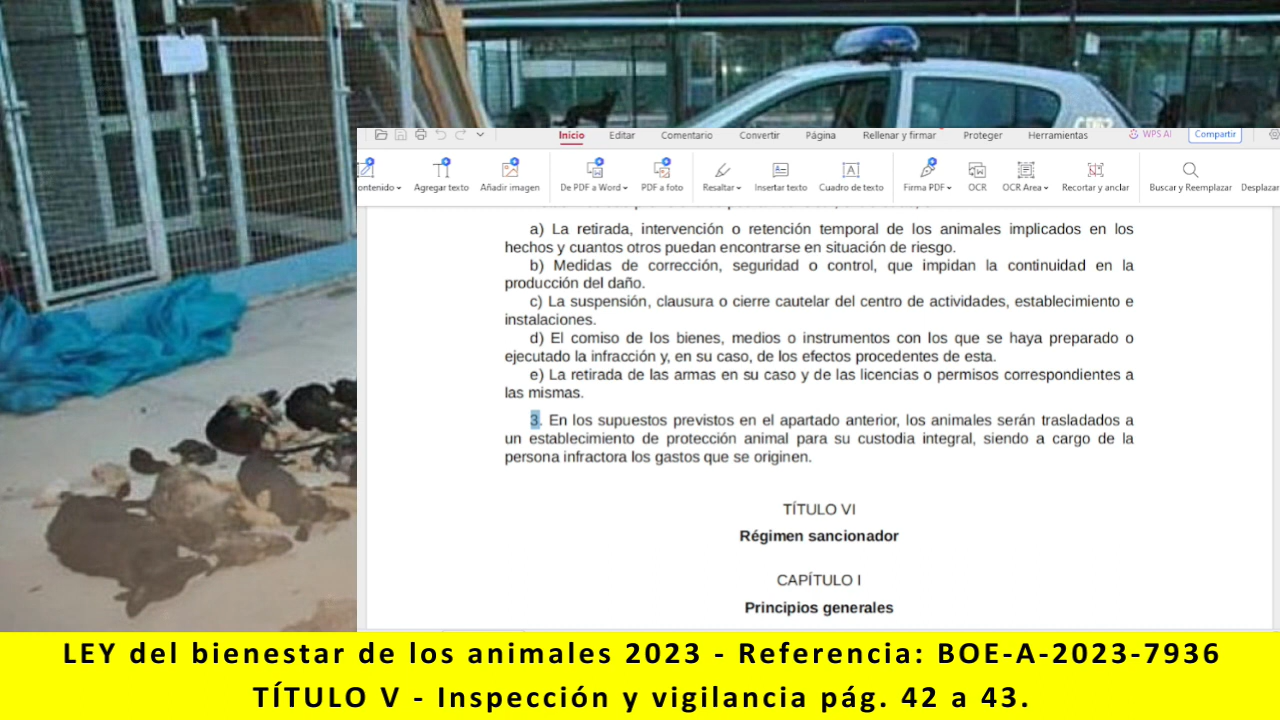 Inicio Editar Comentario Convertir Página Rellenar y firmar Proteger Herramientas WPS AI Compartir
ontenido Agregar texto Añadir imagen De PDF a Word PDF a foto Resaltar Insertar texto Cuadro de texto Firma PDF OCR OCR Area Recortar y anclar Buscar y Reemplazar Desplazar
a) La retirada, intervención o retención temporal de los animales implicados en los
hechos y cuantos otros puedan encontrarse en situación de riesgo.
b) Medidas de corrección, seguridad o control, que impidan la continuidad en la
producción del daño.
c) La suspensión, clausura o cierre cautelar del centro de actividades, establecimiento e
instalaciones.
d) El comiso de los bienes, medios o instrumentos con los que se haya preparado o
ejecutado la infracción y, en su caso, de los efectos procedentes de esta.
e) La retirada de las armas en su caso y de las licencias o permisos correspondientes a
las mismas.
3. En los supuestos previstos en el apartado anterior, los animales serán trasladados a
un establecimiento de protección animal para su custodia integral, siendo a cargo de la
persona infractora los gastos que se originen.
TÍTULO VI
Régimen sancionador
CAPÍTULO I
Principios generales
LEY del bienestar de los animales 2023 - Referencia: BOE-A-2023-7936
TÍTULO V - Inspección y vigilancia pág. 42 a 43.